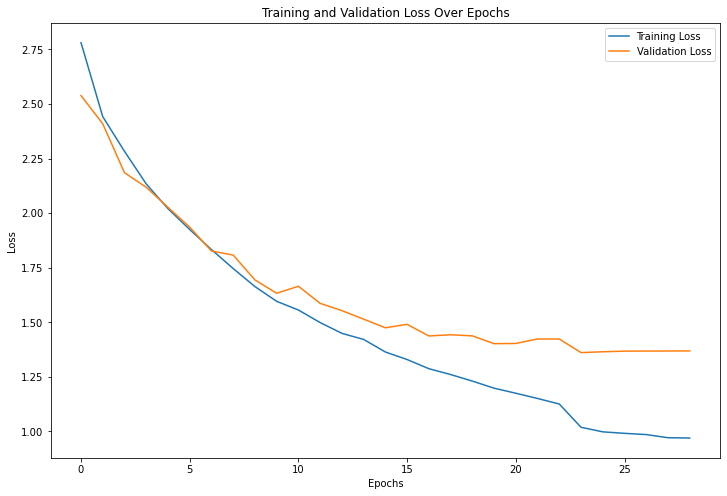 Training and Validation Loss Over Epochs
Training Loss
Validation Loss
2.75
2.50
2.25
2.00
1.75
1.50
1.25
1.00
Loss
0 5 10 15 20 25
Epochs